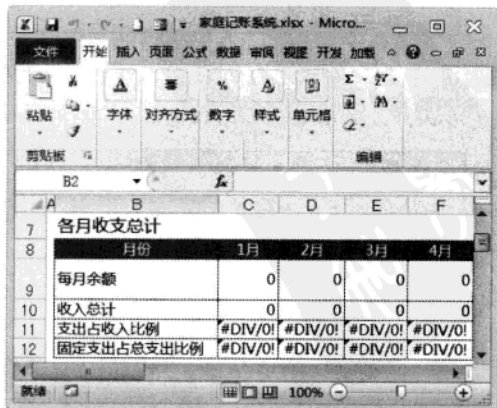 家庭记账系统.xlsx - Micro...
文件 开始 插入 页面 公式 数据 审阅 视图 开发 加载
粘贴 字体 对齐方式 数字 样式 单元格
剪贴板 编辑
B2 fx
A B C D E F
7 各月收支总计
8 月份 1月 2月 3月 4月
9 每月余额 0 0 0 0
10 收入总计 0 0 0 0
11 支出占收入比例 #DIV/0! #DIV/0! #DIV/0! #DIV/0!
12 固定支出占总支出比例 #DIV/0! #DIV/0! #DIV/0! #DIV/0!
就绪 100%